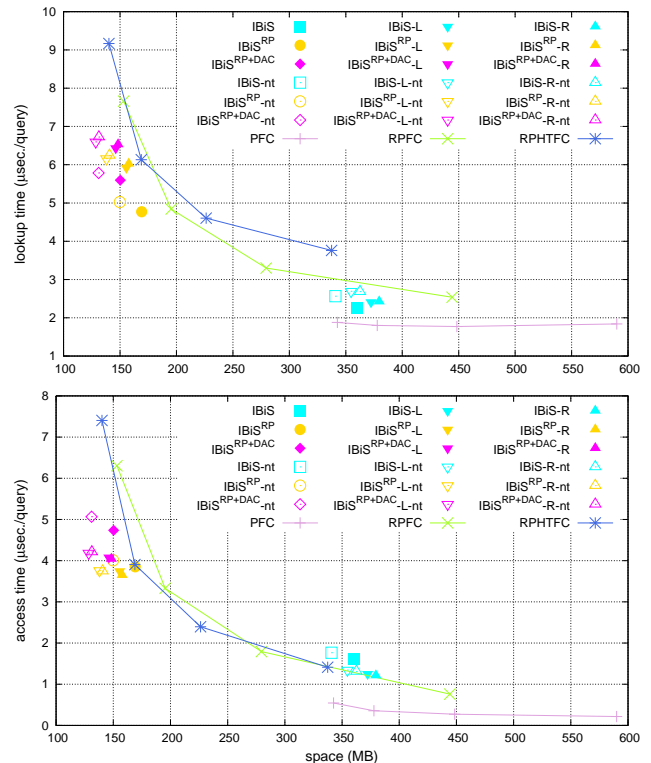 10
9
8
7
6
5
4
3
2
1
lookup time (μsec./query)
IBiS
IBiS^RP
IBiS^RP+DAC
IBiS-nt
IBiS^RP-nt
IBiS^RP+DAC-nt
PFC
IBiS-L
IBiS^RP-L
IBiS^RP+DAC-L
IBiS-L-nt
IBiS^RP-L-nt
IBiS^RP+DAC-L-nt
RPFC
IBiS-R
IBiS^RP-R
IBiS^RP+DAC-R
IBiS-R-nt
IBiS^RP-R-nt
IBiS^RP+DAC-R-nt
RPHTFC
100 150 200 250 300 350 400 450 500 550 600
8
7
6
5
4
3
2
1
0
access time (μsec./query)
IBiS
IBiS^RP
IBiS^RP+DAC
IBiS-nt
IBiS^RP-nt
IBiS^RP+DAC-nt
PFC
IBiS-L
IBiS^RP-L
IBiS^RP+DAC-L
IBiS-L-nt
IBiS^RP-L-nt
IBiS^RP+DAC-L-nt
RPFC
IBiS-R
IBiS^RP-R
IBiS^RP+DAC-R
IBiS-R-nt
IBiS^RP-R-nt
IBiS^RP+DAC-R-nt
RPHTFC
100 150 200 250 300 350 400 450 500 550 600
space (MB)